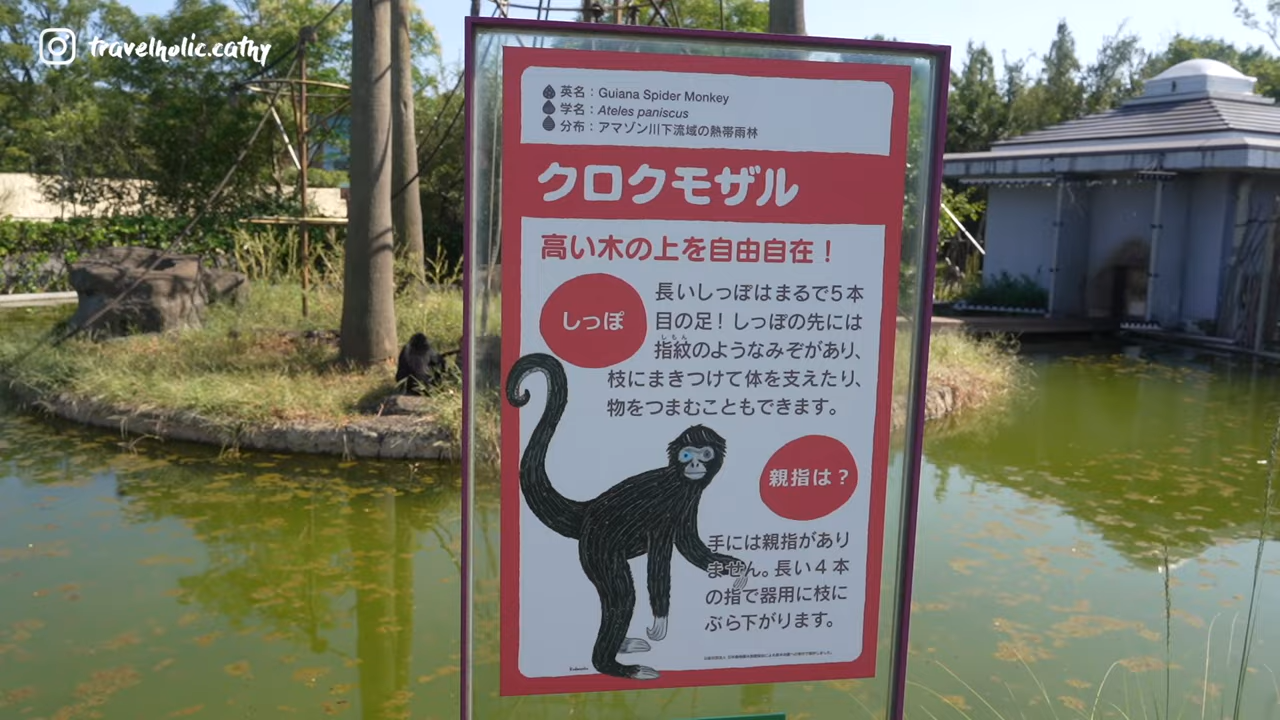 travelholic.cathy
英名：Guiana Spider Monkey
学名：Ateles paniscus
分布：アマゾン川下流域の熱帯雨林
クロクモザル
高い木の上を自由自在！
しっぽ
長いしっぽはまるで5本
目の足！しっぽの先には
しもん
指紋のようなみぞがあり、
枝にまきつけて体を支えたり、
物をつまむこともできます。
親指は？
手には親指があり
ません。長い４本
の指で器用に枝に
ぶら下がります。